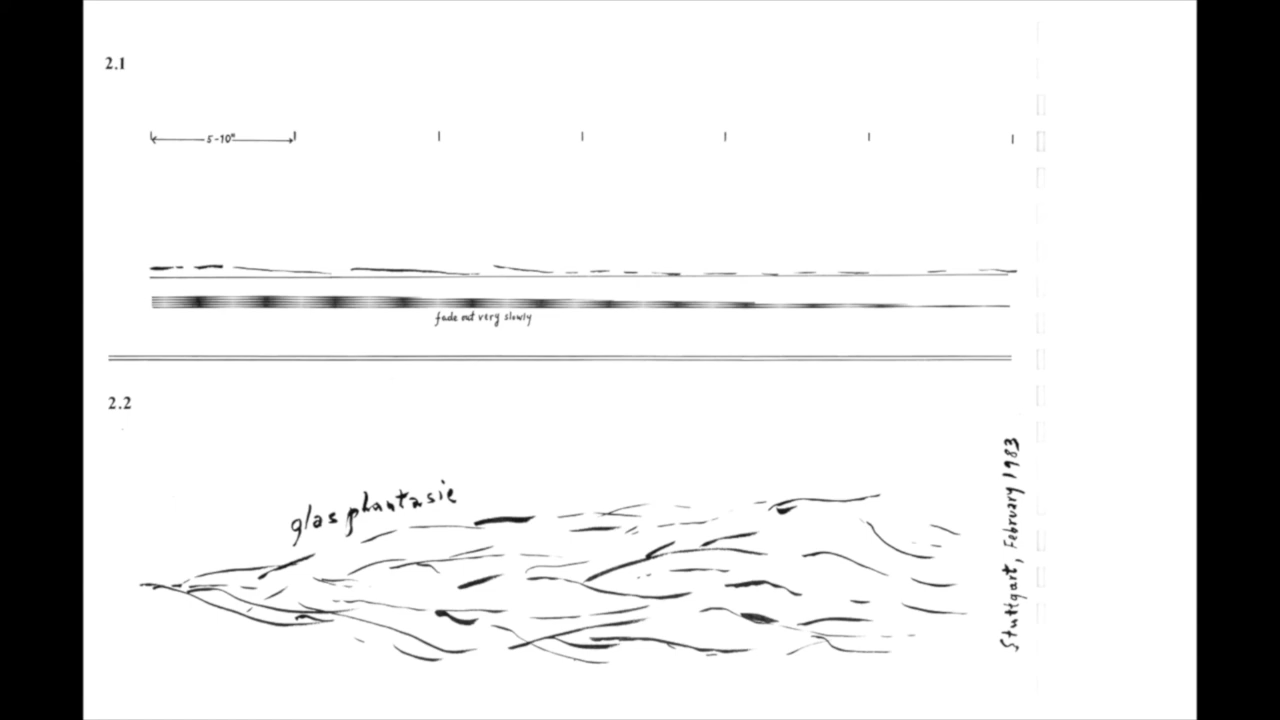 2.1
5-10"
fade out very slowly
2.2
glasphantasie
Stuttgart, February 1983